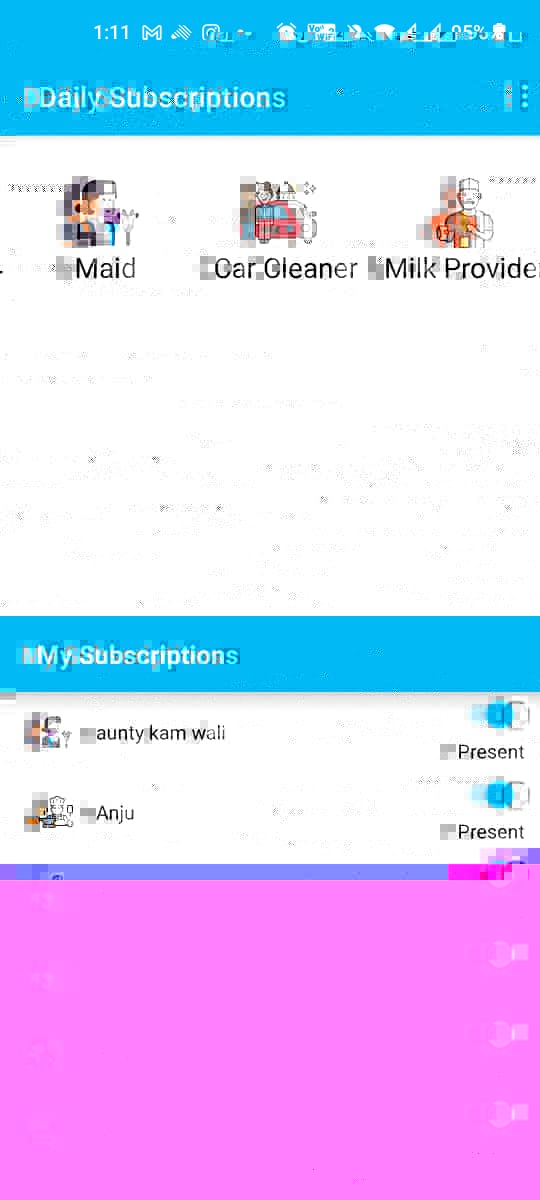 1:11 95%
Daily Subscriptions
Maid Car Cleaner Milk Provider
My Subscriptions
aunty kam wali
Present
Anju
Present